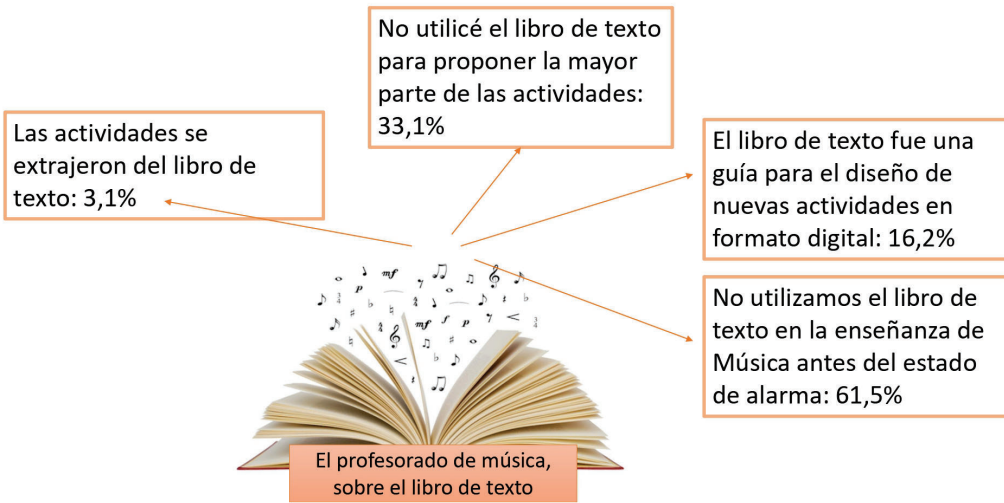 No utilicé el libro de texto
para proponer la mayor
parte de las actividades:
33,1%
Las actividades se
extrajeron del libro de
texto: 3,1%
El libro de texto fue una
guía para el diseño de
nuevas actividades en
formato digital: 16,2%
No utilizamos el libro de
texto en la enseñanza de
Música antes del estado
de alarma: 61,5%
El profesorado de música,
sobre el libro de texto